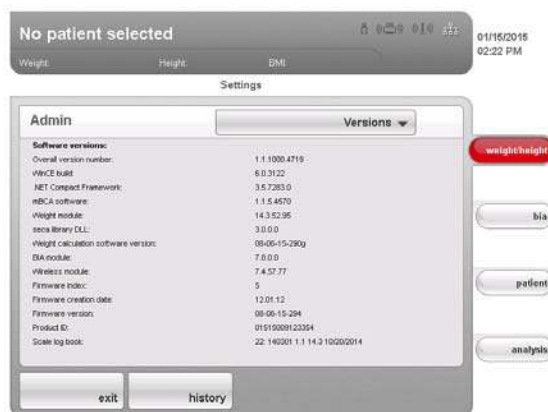 No patient selected
01/15/2015
02:22 PM
Weight: Height: BMI:
Settings
Admin
Versions
Software versions:
Overall version number: 1.1.1000.4719
WinCE build: 6.0.3122
.NET Compact Framework: 3.5.7283.0
mBCA software: 1.1.5.4570
Weight module: 14.3.52.95
seca library DLL: 3.0.0.0
Weight calculation software version: 08-06-15-290g
BIA module: 7.0.0.0
Wireless module: 7.4.57.77
Firmware index: 5
Firmware creation date: 12.01.12
Firmware version: 08-06-15-294
Product ID: 01515009123354
Scale log book: 22: 140301 1.1 14.3 10/20/2014
weight/height
bia
patient
analysis
exit
history